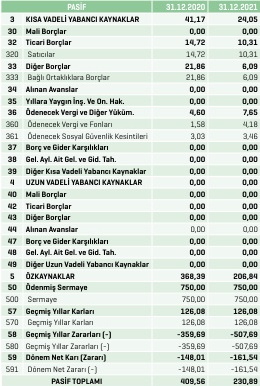 PASİF 31.12.2020 31.12.2021
3 KISA VADELİ YABANCI KAYNAKLAR 41,17 24,05
30 Mali Borçlar 0,00 0,00
32 Ticari Borçlar 14,72 10,31
320 Satıcılar 14,72 10,31
33 Diğer Borçlar 21,86 6,09
333 Bağlı Ortaklıklara Borçlar 21,86 6,09
34 Alınan Avanslar 0,00 0,00
35 Yıllara Yaygın İnş. Ve On. Hak. 0,00 0,00
36 Ödenecek Vergi ve Diğer Yüküm. 4,60 7,65
360 Ödenecek Vergi ve Fonları 1,58 4,18
361 Ödenecek Sosyal Güvenlik Kesintileri 3,03 3,46
37 Borç ve Gider Karşılıkları 0,00 0,00
38 Gel. Ayl. Ait Gel. ve Gid. Tah. 0,00 0,00
39 Diğer Kısa Vadeli Yabancı Kaynaklar 0,00 0,00
4 UZUN VADELİ YABANCI KAYNAKLAR 0,00 0,00
40 Mali Borçlar 0,00 0,00
42 Ticari Borçlar 0,00 0,00
43 Diğer Borçlar 0,00 0,00
44 Alınan Avanslar 0,00 0,00
47 Borç ve Gider Karşılıkları 0,00 0,00
48 Gel. Yıl. Ait Gel. ve Gid. Tah. 0,00 0,00
49 Diğer Uzun Vadeli Yabancı Kaynaklar 0,00 0,00
5 ÖZKAYNAKLAR 368,39 206,84
50 Ödenmiş Sermaye 750,00 750,00
500 Sermaye 750,00 750,00
57 Geçmiş Yıllar Karları 126,08 126,08
570 Geçmiş Yıllar Karları 126,08 126,08
58 Geçmiş Yıllar Zararları (-) -359,69 -507,69
580 Geçmiş Yıllar Zararları (-) -359,69 -507,69
59 Dönem Net Karı (Zararı) -148,01 -161,54
591 Dönem Net Zararı (-) -148,01 -161,54
PASİF TOPLAMI 409,56 230,89